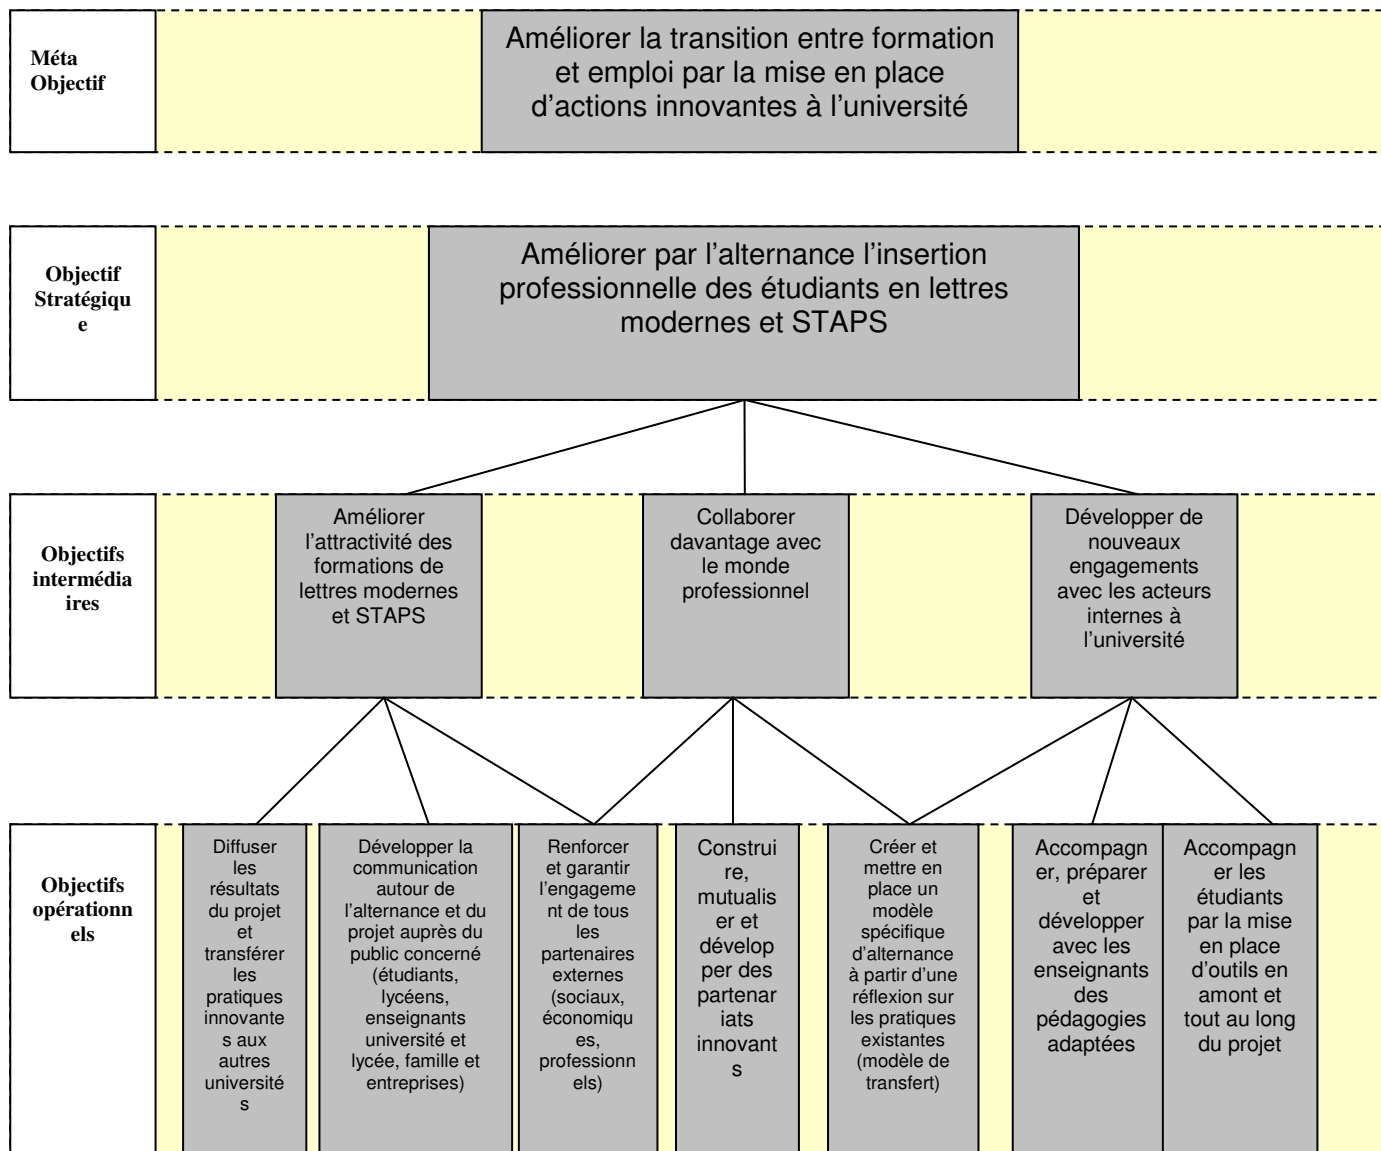 Méta
Objectif
Améliorer la transition entre formation
et emploi par la mise en place
d'actions innovantes à l'université
Objectif
Stratégiqu
e
Améliorer par l'alternance l'insertion
professionnelle des étudiants en lettres
modernes et STAPS
Objectifs
intermédia
ires
Améliorer
l'attractivité des
formations de
lettres modernes
et STAPS
Collaborer
davantage avec
le monde
professionnel
Développer de
nouveaux
engagements
avec les acteurs
internes à
l'université
Objectifs
opérationn
els
Diffuser
les
résultats
du projet
et
transférer
les
pratiques
innovante
s aux
autres
université
s
Développer la
communication
autour de
l'alternance et du
projet auprès du
public concerné
(étudiants,
lycéens,
enseignants
université et
lycée, famille et
entreprises)
Renforcer
et garantir
l'engageme
nt de tous
les
partenaires
externes
(sociaux,
économiqu
es,
professionn
els)
Construi
re,
mutualis
er et
dévelop
per des
partenar
iats
innovant
s
Créer et
mettre en
place un
modèle
spécifique
d'alternance
à partir d'une
réflexion sur
les pratiques
existantes
(modèle de
transfert)
Accompagn
er, préparer
et
développer
avec les
enseignants
des
pédagogies
adaptées
Accompagn
er les
étudiants
par la mise
en place
d'outils en
amont et
tout au long
du projet